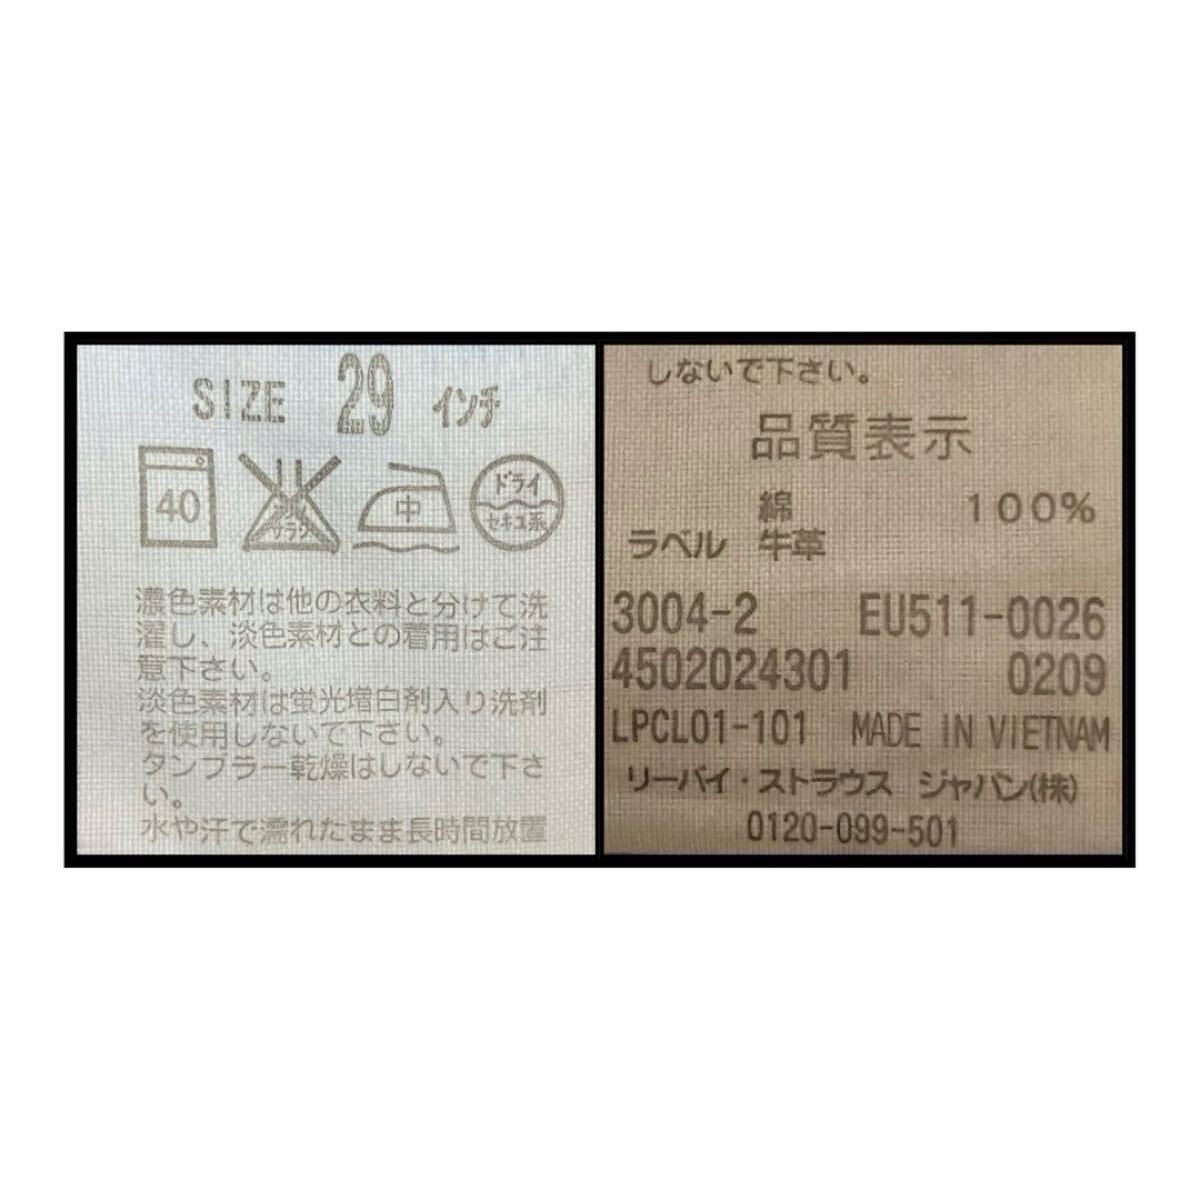 SIZE 29 インチ
40
サラシ
中
ドライ
セキユ系
濃色素材は他の衣料と分けて洗
濯し、淡色素材との着用はご注
意下さい。
淡色素材は蛍光増白剤入り洗剤
を使用しないで下さい。
タンブラー乾燥はしないで下さ
い。
水や汗で濡れたまま長時間放置
しないで下さい。
品質表示
綿 100%
ラベル 牛革
3004-2 EU511-0026
4502024301 0209
LPCL01-101 MADE IN VIETNAM
リーバイ・ストラウス ジャパン(株)
0120-099-501